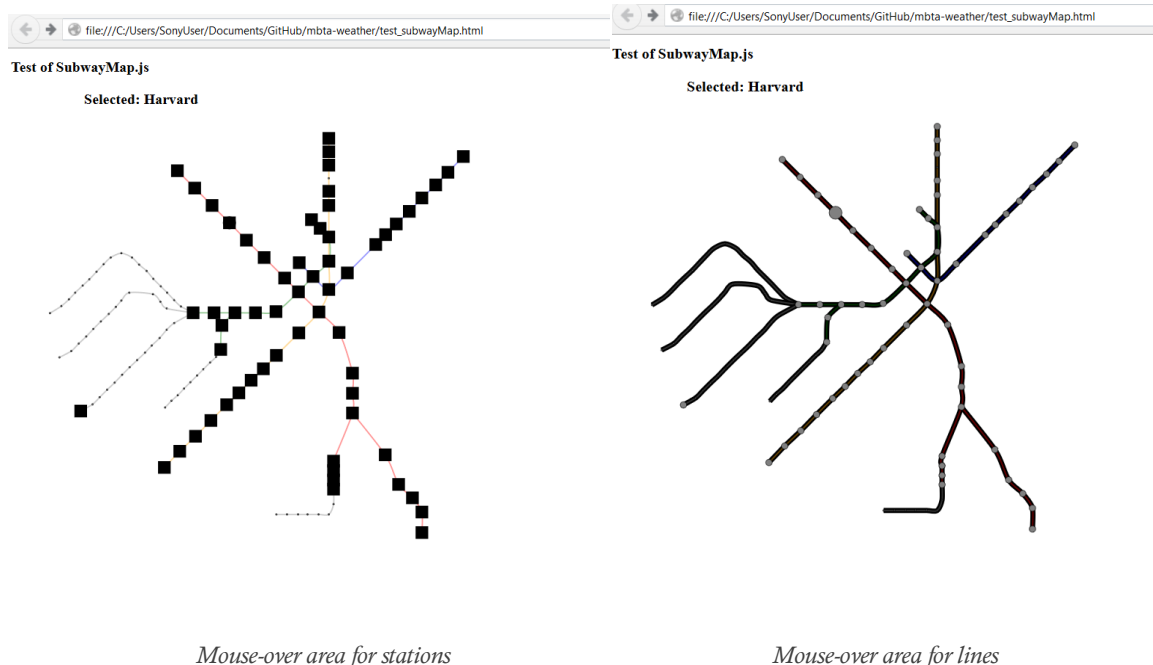 file:///C:/Users/SonyUser/Documents/GitHub/mbta-weather/test_subwayMap.html
Test of SubwayMap.js
Selected: Harvard
Mouse-over area for stations
file:///C:/Users/SonyUser/Documents/GitHub/mbta-weather/test_subwayMap.html
Test of SubwayMap.js
Selected: Harvard
Mouse-over area for lines